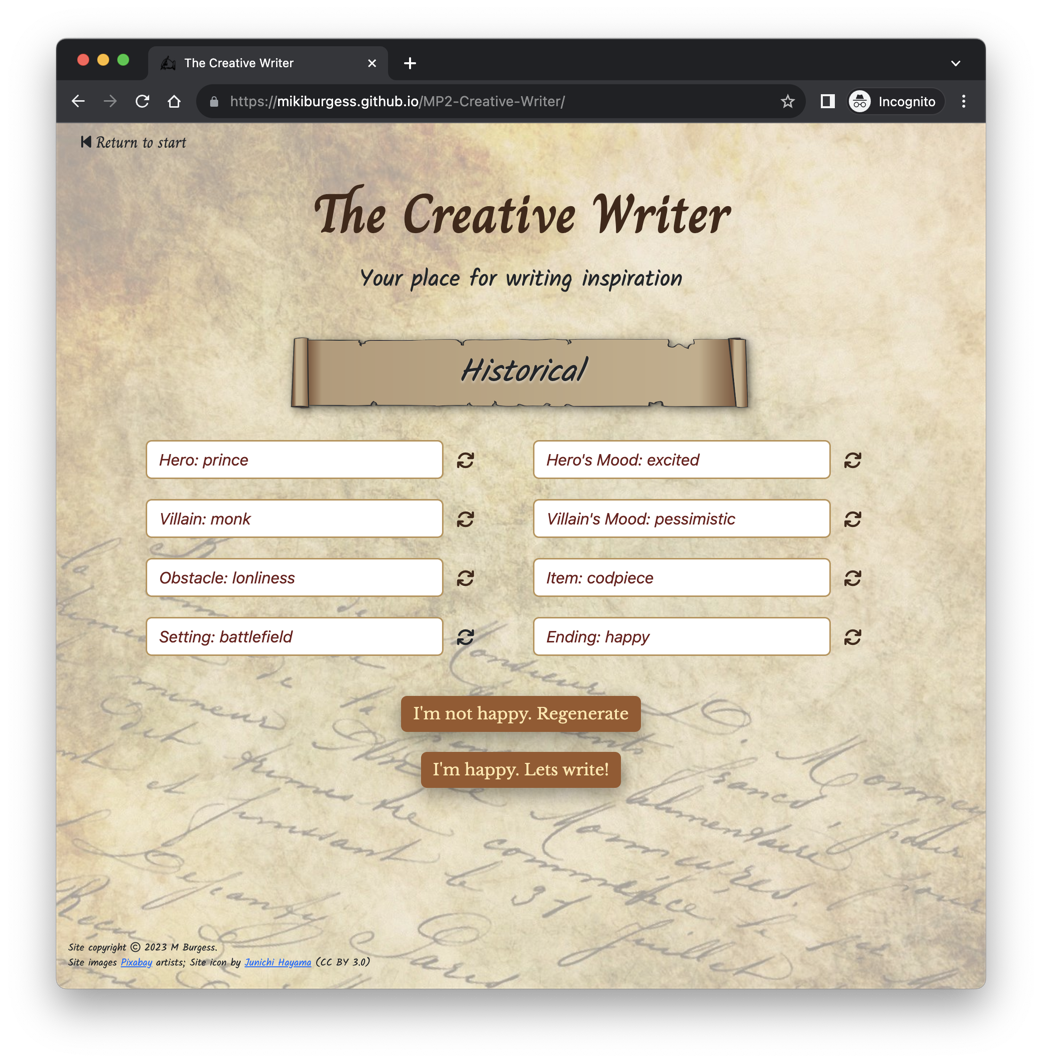 The Creative Writer
https://mikiburgess.github.io/MP2-Creative-Writer/
Incognito
Return to start
The Creative Writer
Your place for writing inspiration
Historical
Hero: prince
Hero's Mood: excited
Villain: monk
Villain's Mood: pessimistic
Obstacle: lonliness
Item: codpiece
Setting: battlefield
Ending: happy
I'm not happy. Regenerate
I'm happy. Lets write!
Site copyright © 2023 M Burgess.
Site images Pixabay artists; Site icon by Junichi Hayama (CC BY 3.0)